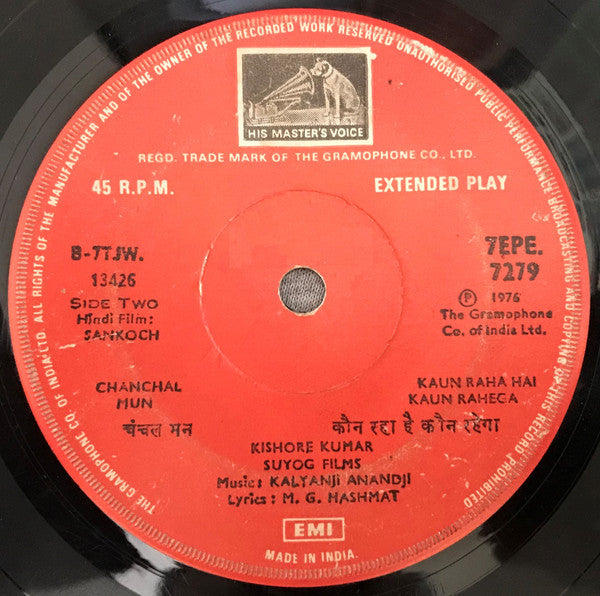 THE GRAMOPHONE CO. OF INDIA LTD. ALL RIGHTS OF THE MANUFACTURER AND OF THE OWNER OF THE RECORDED WORK RESERVED UNAUTHORISED PUBLIC PERFORMANCE BROADCASTING AND COPYING OF THIS RECORD PROHIBITED
HIS MASTER'S VOICE
REGD. TRADE MARK OF THE GRAMOPHONE CO., LTD.
45 R.P.M.
EXTENDED PLAY
8-7TJW.
13426
SIDE TWO
Hindi Film:
SANKOCH
7EPE.
7279
℗ 1976
The Gramophone
Co. of India Ltd.
CHANCHAL
MUN
चंचल मन
KAUN RAHA HAI
KAUN RAHEGA
कौन रहा है कौन रहेगा
KISHORE KUMAR
SUYOG FILMS
Music: KALYANJI ANANDJI
Lyrics: M. G. HASHMAT
EMI
MADE IN INDIA.